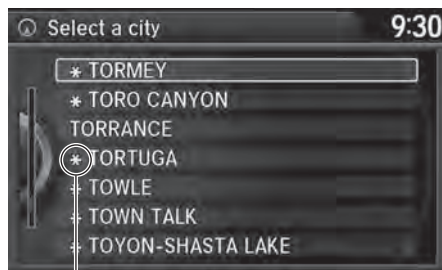 Select a city
9:30
* TORMEY
* TORO CANYON
TORRANCE
* TORTUGA
* TOWLE
* TOWN TALK
* TOYON-SHASTA LAKE